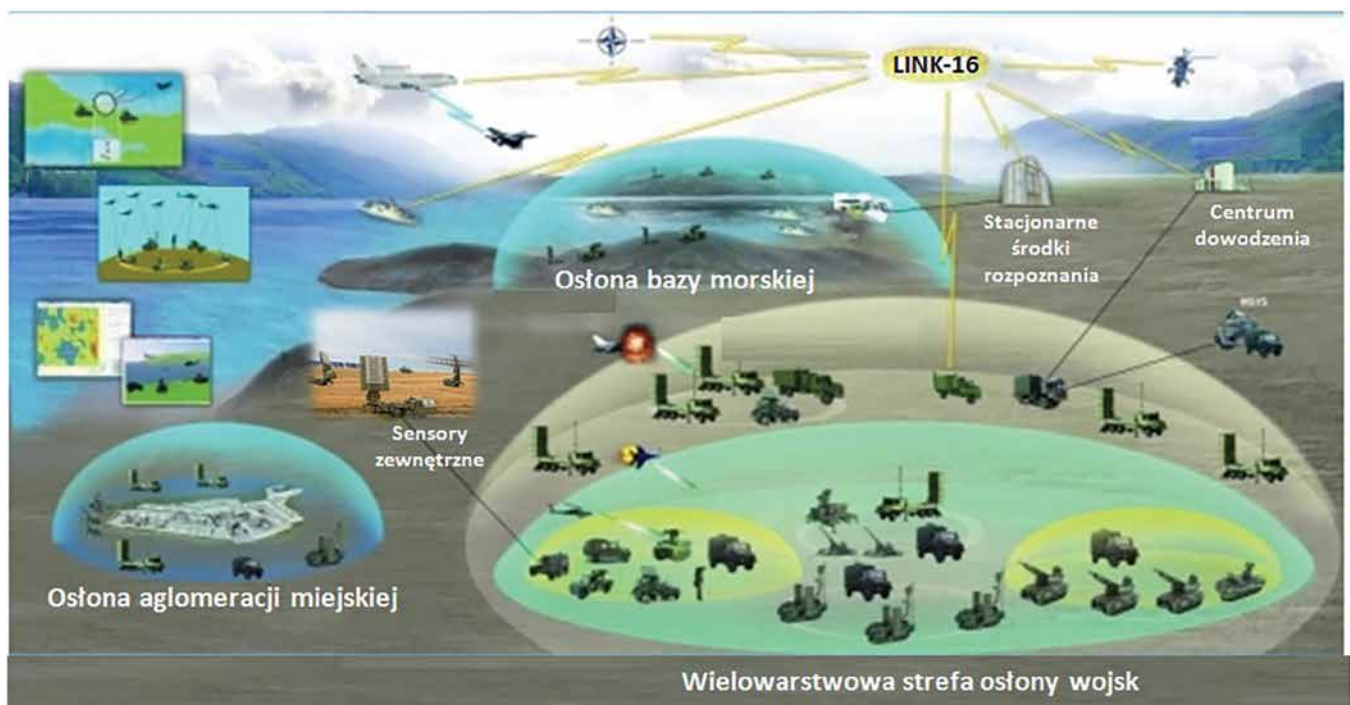 LINK-16
Stacjonarne
środki
rozpoznania
Centrum
dowodzenia
Osłona bazy morskiej
Sensory
zewnętrzne
Osłona aglomeracji miejskiej
Wielowarstwowa strefa osłony wojsk